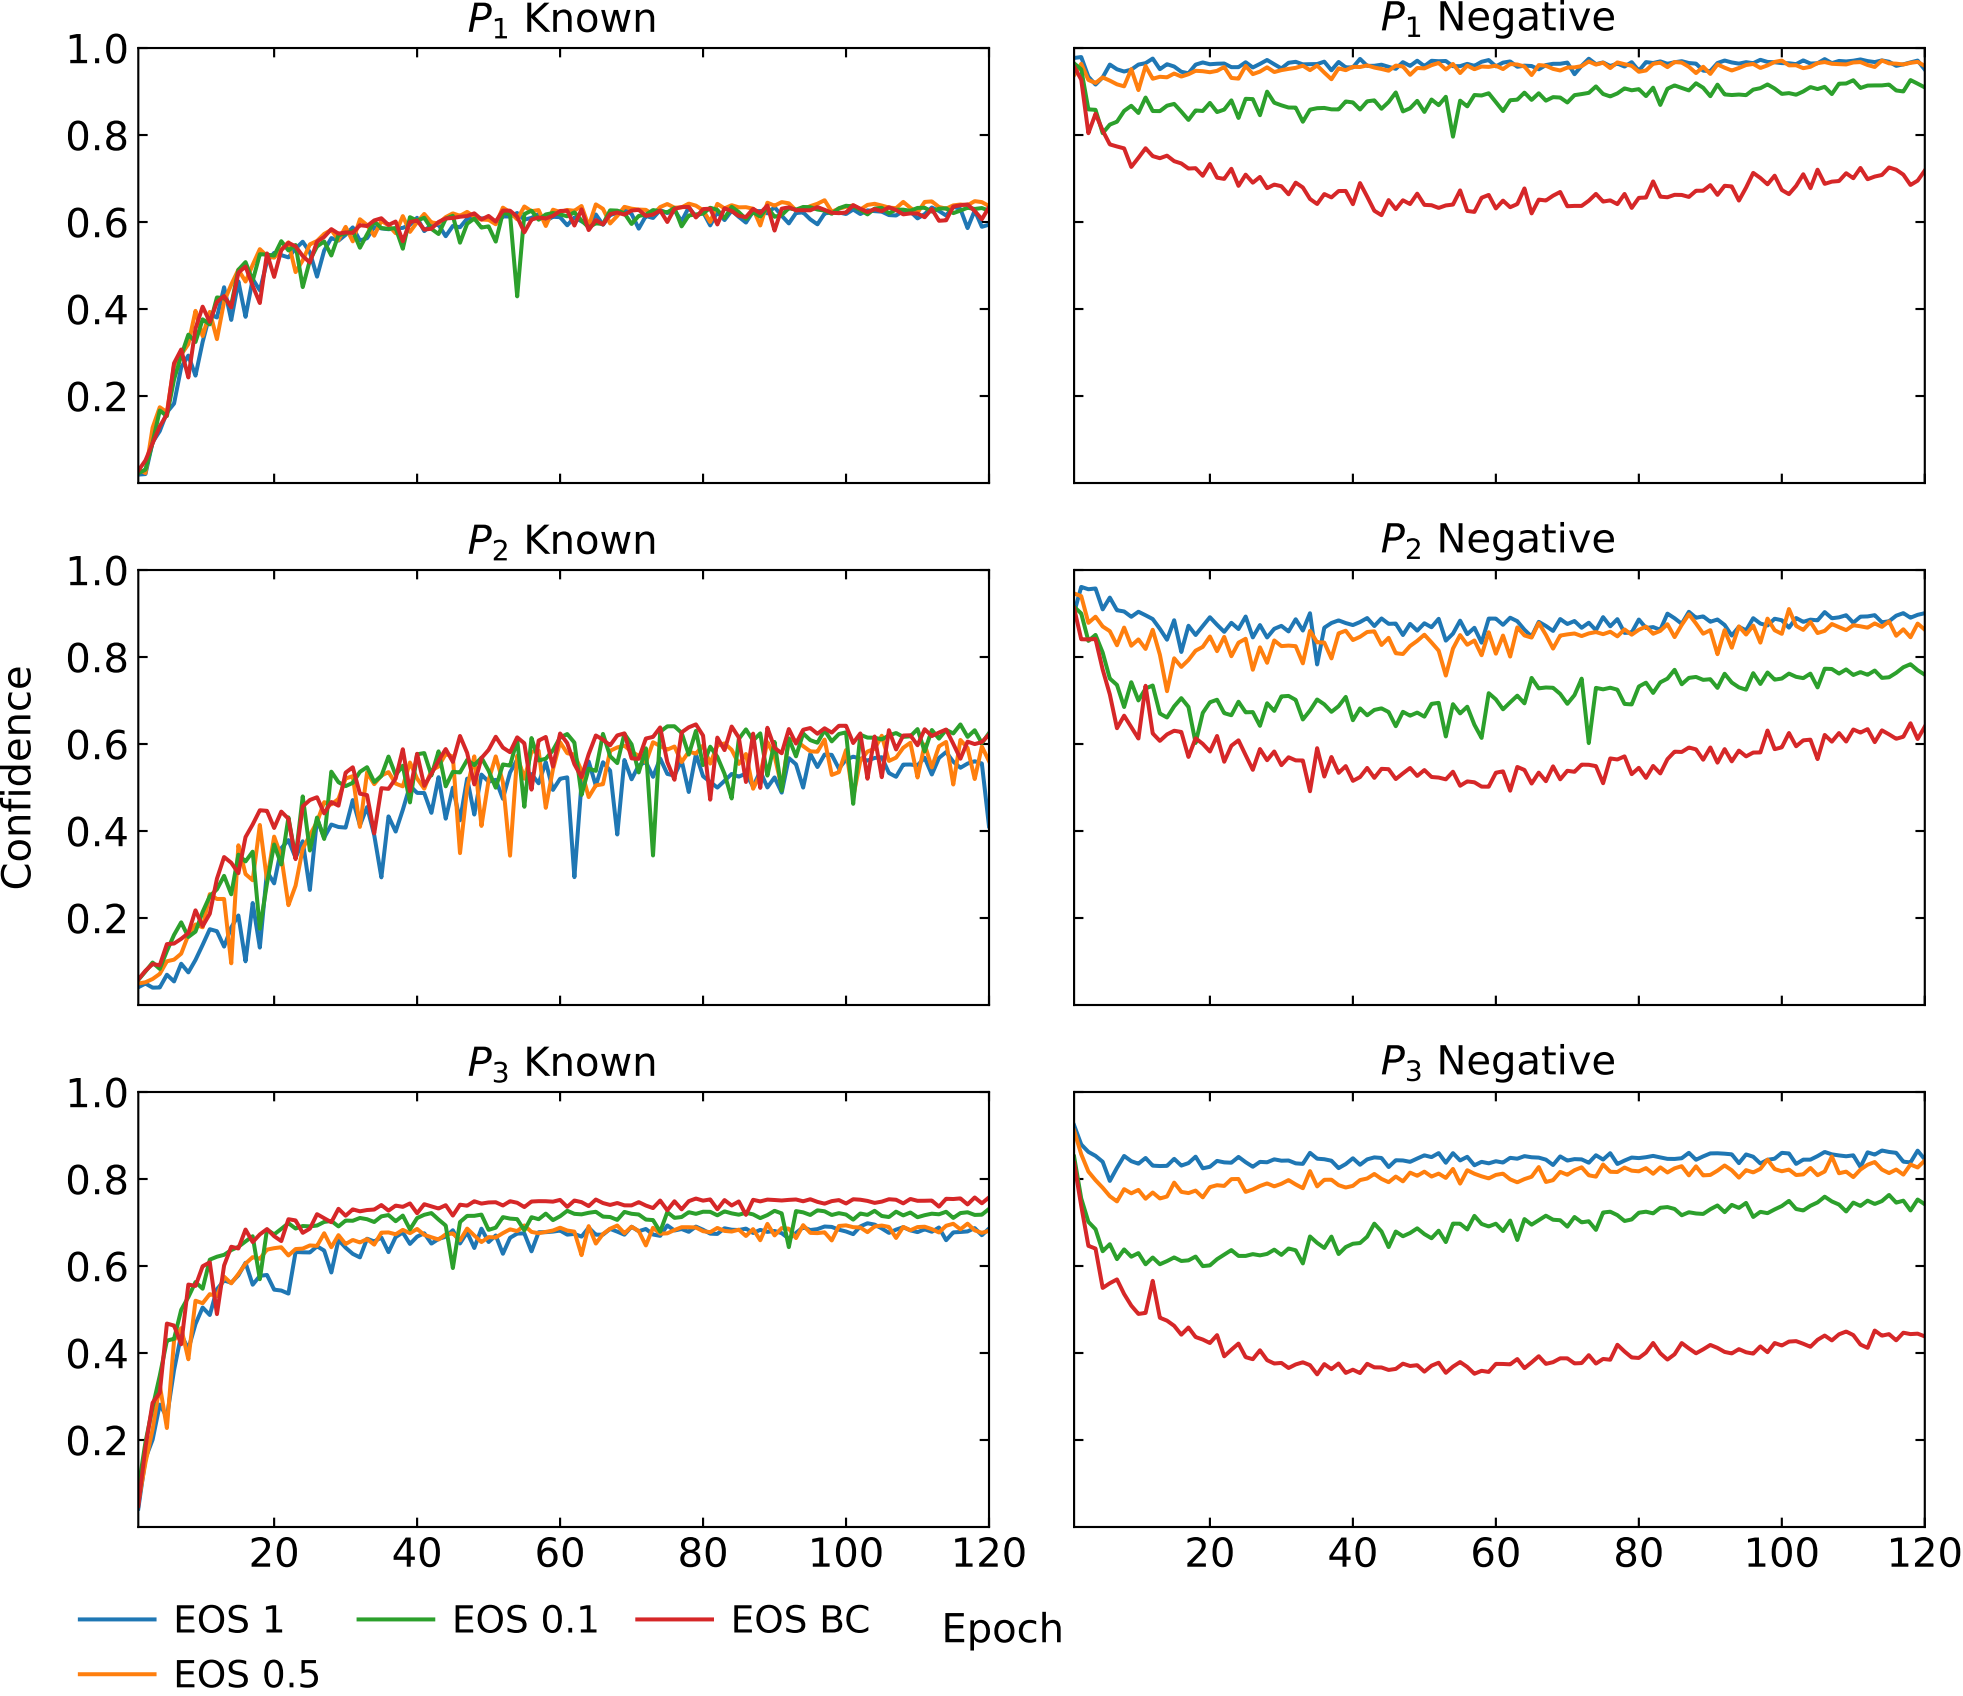 P1 Known
P1 Negative
1.0
0.8
0.6
0.4
0.2
P2 Known
P2 Negative
1.0
0.8
0.6
0.4
0.2
Confidence
P3 Known
P3 Negative
1.0
0.8
0.6
0.4
0.2
20 40 60 80 100 120
20 40 60 80 100 120
EOS 1 EOS 0.1 EOS BC
EOS 0.5
Epoch